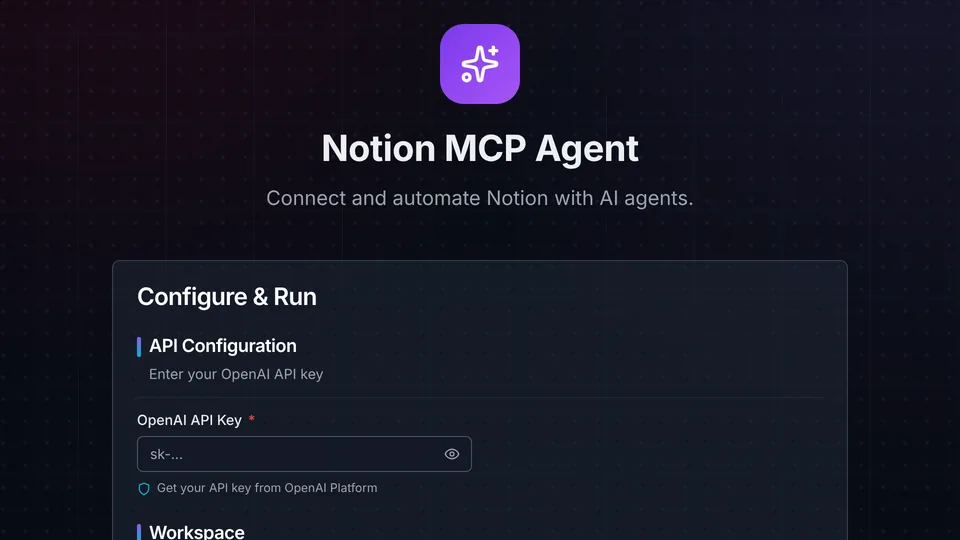 Notion MCP Agent
Connect and automate Notion with AI agents.
Configure & Run
API Configuration
Enter your OpenAI API key
OpenAI API Key *
sk-...
Get your API key from OpenAI Platform
Workspace